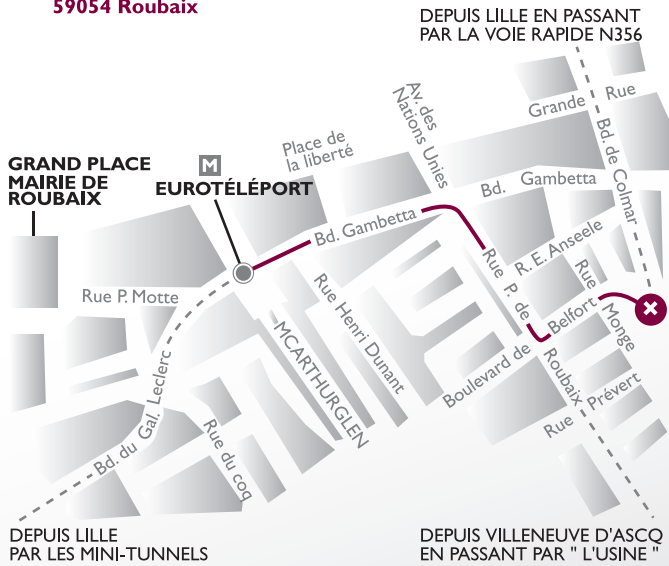 59054 Roubaix
DEPUIS LILLE EN PASSANT
PAR LA VOIE RAPIDE N356
Grande Rue
Av. des
Nations Unies
Bd. de Colmar
Place de
la liberté
M
EUROTÉLÉPORT
GRAND PLACE
MAIRIE DE
ROUBAIX
Bd. Gambetta
Bd. Gambetta
R. E. Anseele
Rue P. de Roubaix
Rue Monge
Rue P. Motte
Rue Henri Dunant
MCARTHURGLEN
Boulevard de Belfort
Rue Prévert
Bd. du Gal. Leclerc
Rue du coq
DEPUIS LILLE
PAR LES MINI-TUNNELS
DEPUIS VILLENEUVE D'ASCQ
EN PASSANT PAR " L'USINE "